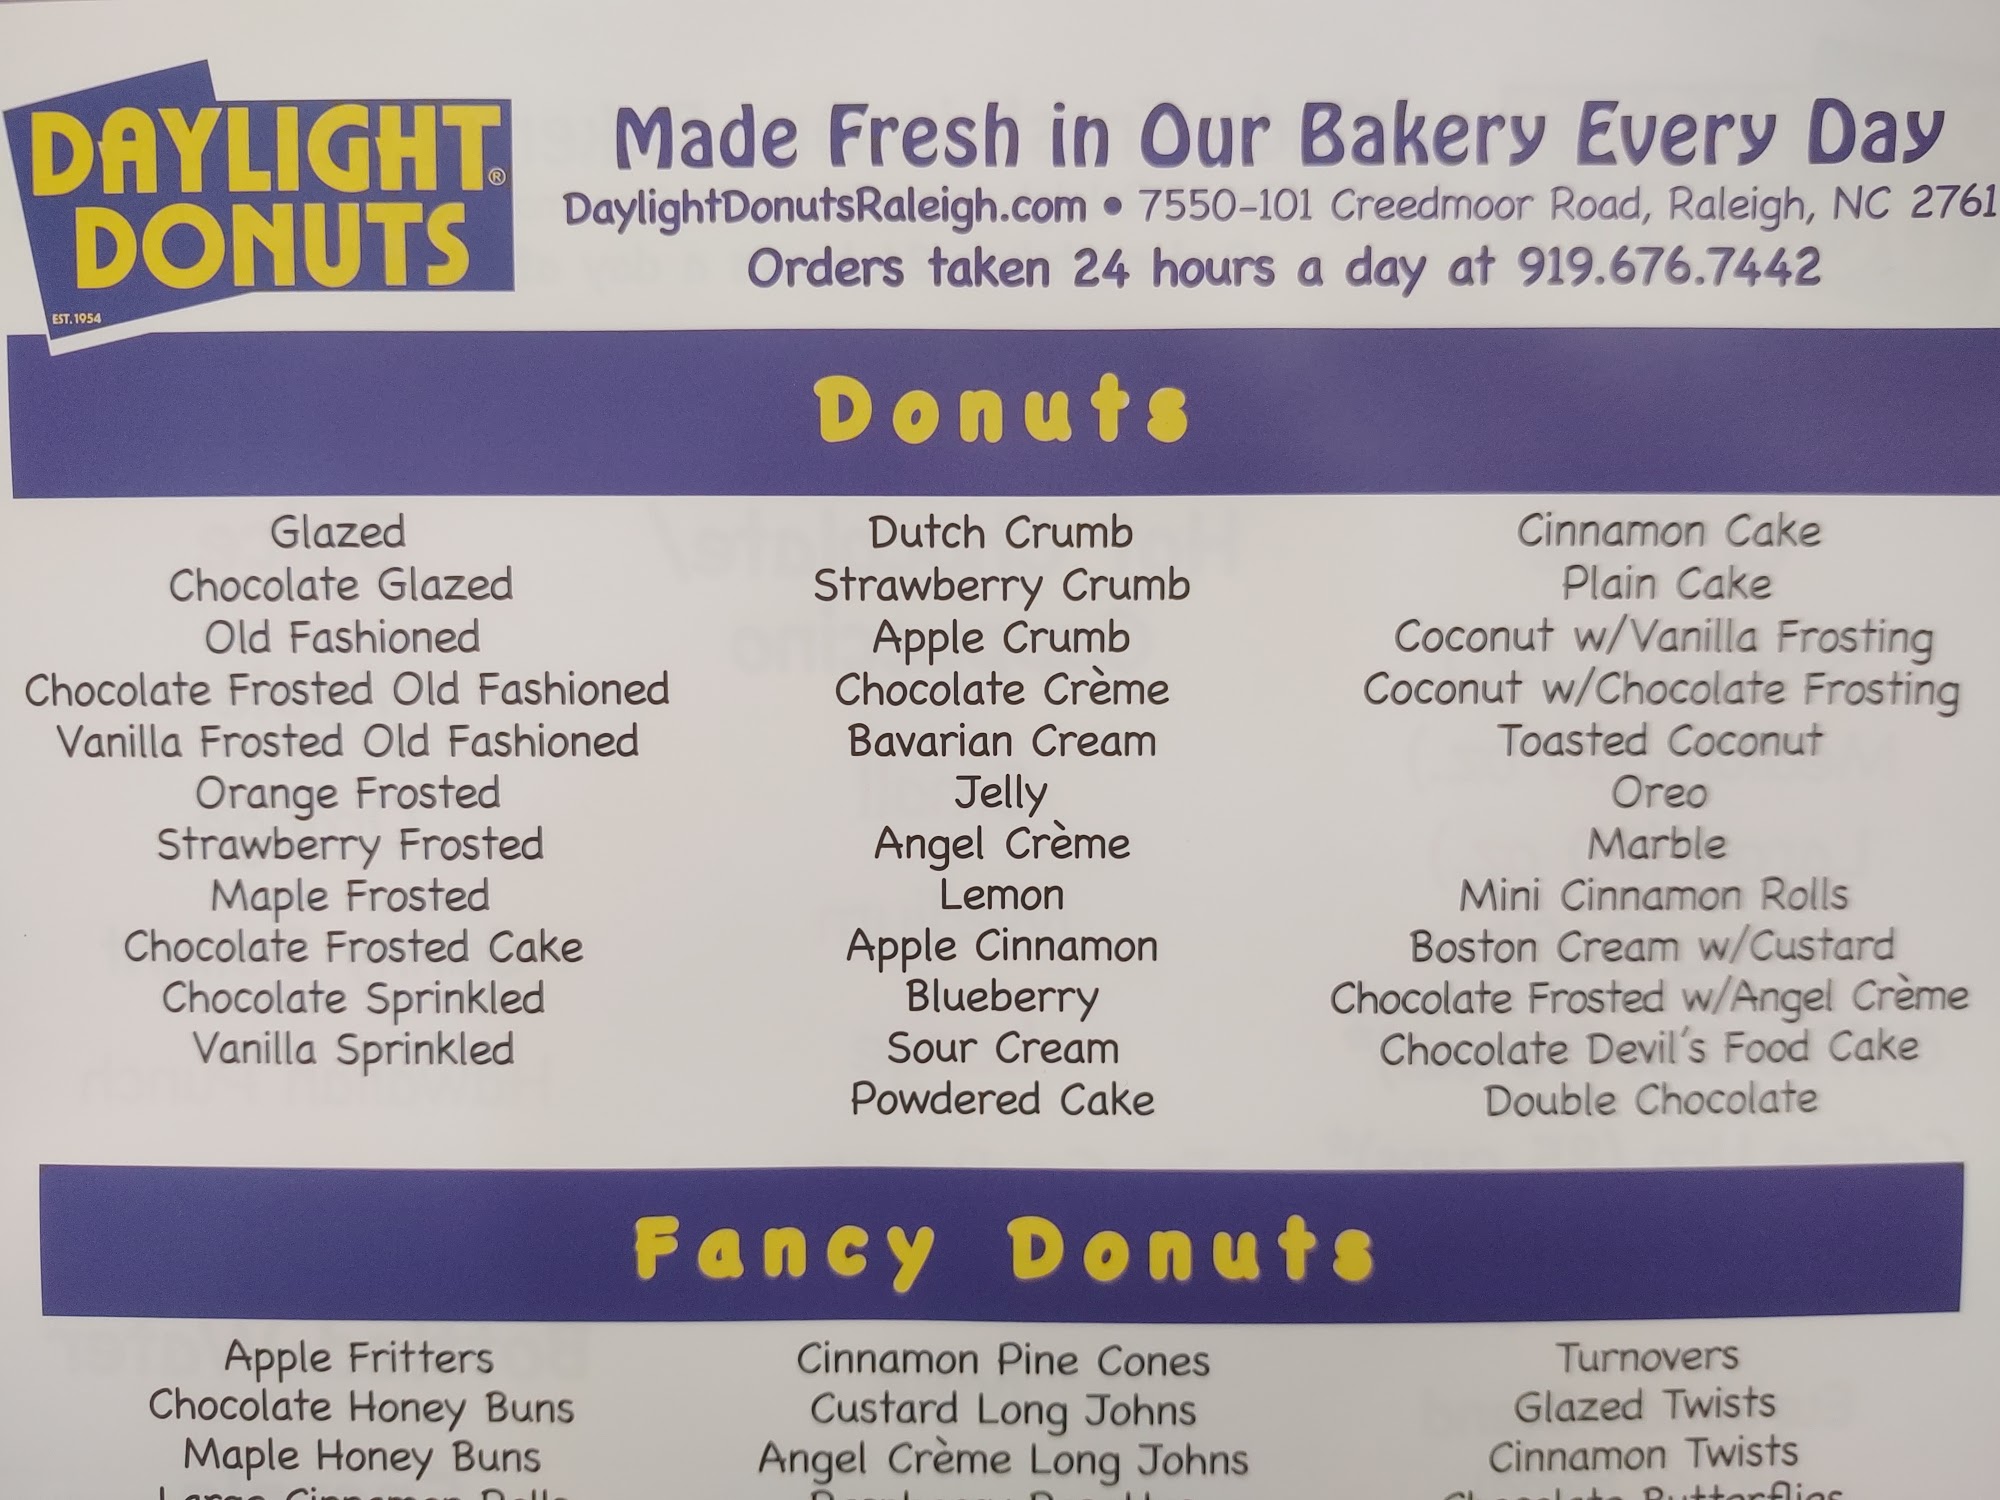 DAYLIGHT®
DONUTS
EST. 1954
Made Fresh in Our Bakery Every Day
DaylightDonutsRaleigh.com • 7550-101 Creedmoor Road, Raleigh, NC 2761
Orders taken 24 hours a day at 919.676.7442
Donuts
Glazed
Chocolate Glazed
Old Fashioned
Chocolate Frosted Old Fashioned
Vanilla Frosted Old Fashioned
Orange Frosted
Strawberry Frosted
Maple Frosted
Chocolate Frosted Cake
Chocolate Sprinkled
Vanilla Sprinkled
Dutch Crumb
Strawberry Crumb
Apple Crumb
Chocolate Crème
Bavarian Cream
Jelly
Angel Crème
Lemon
Apple Cinnamon
Blueberry
Sour Cream
Powdered Cake
Cinnamon Cake
Plain Cake
Coconut w/Vanilla Frosting
Coconut w/Chocolate Frosting
Toasted Coconut
Oreo
Marble
Mini Cinnamon Rolls
Boston Cream w/Custard
Chocolate Frosted w/Angel Crème
Chocolate Devil's Food Cake
Double Chocolate
Fancy Donuts
Apple Fritters
Chocolate Honey Buns
Maple Honey Buns
Large Cinnamon Rolls
Cinnamon Pine Cones
Custard Long Johns
Angel Crème Long Johns
Turnovers
Glazed Twists
Cinnamon Twists
Chocolate Butterflies